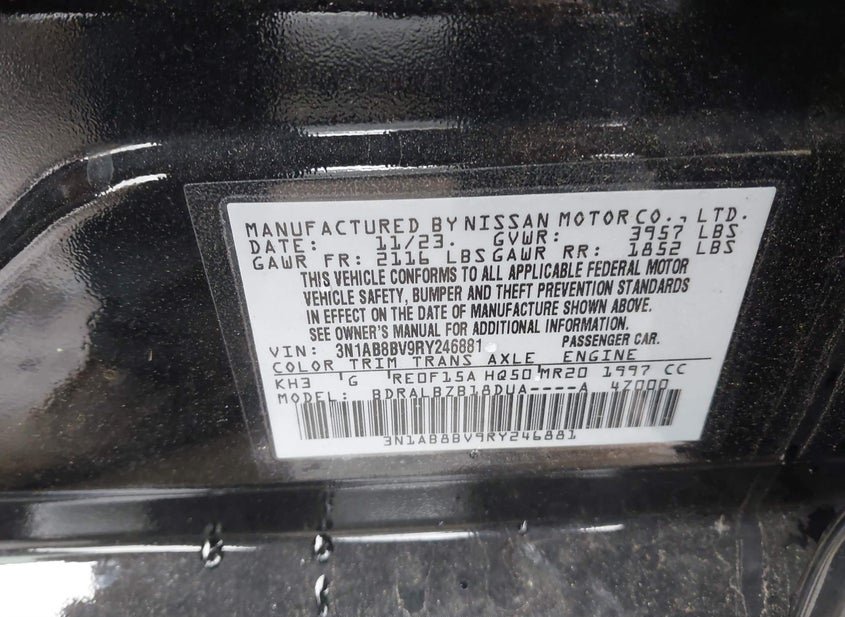 MANUFACTURED BY NISSAN MOTOR CO., LTD.
DATE: 11/23. GVWR: 3957 LBS
GAWR FR: 2116 LBS GAWR RR: 1852 LBS
THIS VEHICLE CONFORMS TO ALL APPLICABLE FEDERAL MOTOR
VEHICLE SAFETY, BUMPER AND THEFT PREVENTION STANDARDS
IN EFFECT ON THE DATE OF MANUFACTURE SHOWN ABOVE.
SEE OWNER'S MANUAL FOR ADDITIONAL INFORMATION.
VIN: 3N1AB8BV9RY246881 PASSENGER CAR.
COLOR TRIM TRANS AXLE ENGINE
KH3 G RE0F15A HQ50 MR20 1997 CC
MODEL: BDRALBZB18DUA----A 47000
3N1AB8BV9RY246881